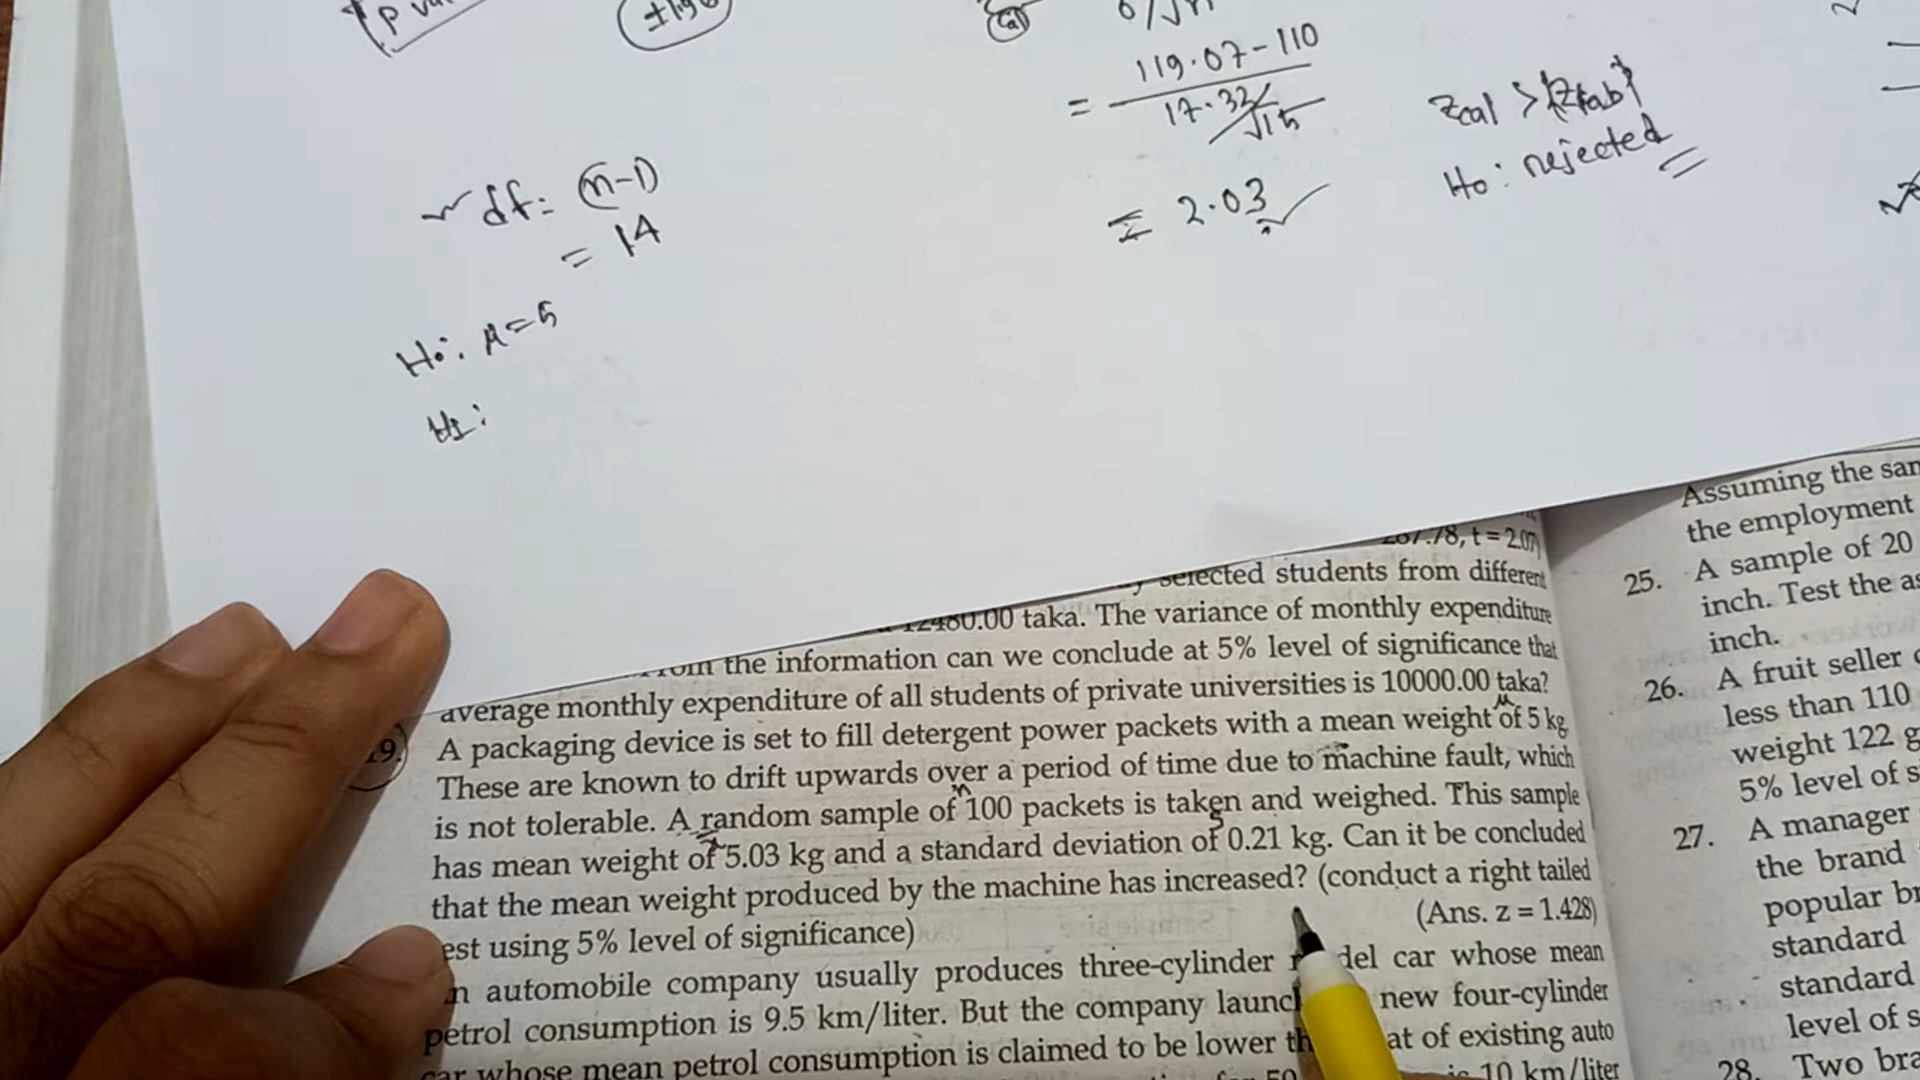 = 119.07 - 110
17.32/√15
= 2.03
Zcal >
H0: rejected
df = (n-1)
= 14
H0: μ = 5
H1:
t = 2.07)
selected students from different
taka. The variance of monthly expenditure
the information can we conclude at 5% level of significance that
average monthly expenditure of all students of private universities is 10000.00 taka?
A packaging device is set to fill detergent power packets with a mean weight of 5 kg
These are known to drift upwards over a period of time due to machine fault, which
is not tolerable. A random sample of 100 packets is taken and weighed. This sample
has mean weight of 5.03 kg and a standard deviation of 0.21 kg. Can it be concluded
that the mean weight produced by the machine has increased? (conduct a right tailed
est using 5% level of significance)
(Ans. z = 1.428)
n automobile company usually produces three-cylinder del car whose mean
petrol consumption is 9.5 km/liter. But the company launc new four-cylinder
car whose mean petrol consumption is claimed to be lower th at of existing auto
10 km/liter
Assuming the sam
the employment
25. A sample of 20
inch. Test the as
inch.
26. A fruit seller
less than 110
weight 122 g
5% level of s
27. A manager
the brand
popular br
standard
standard
level of s
28. Two bra